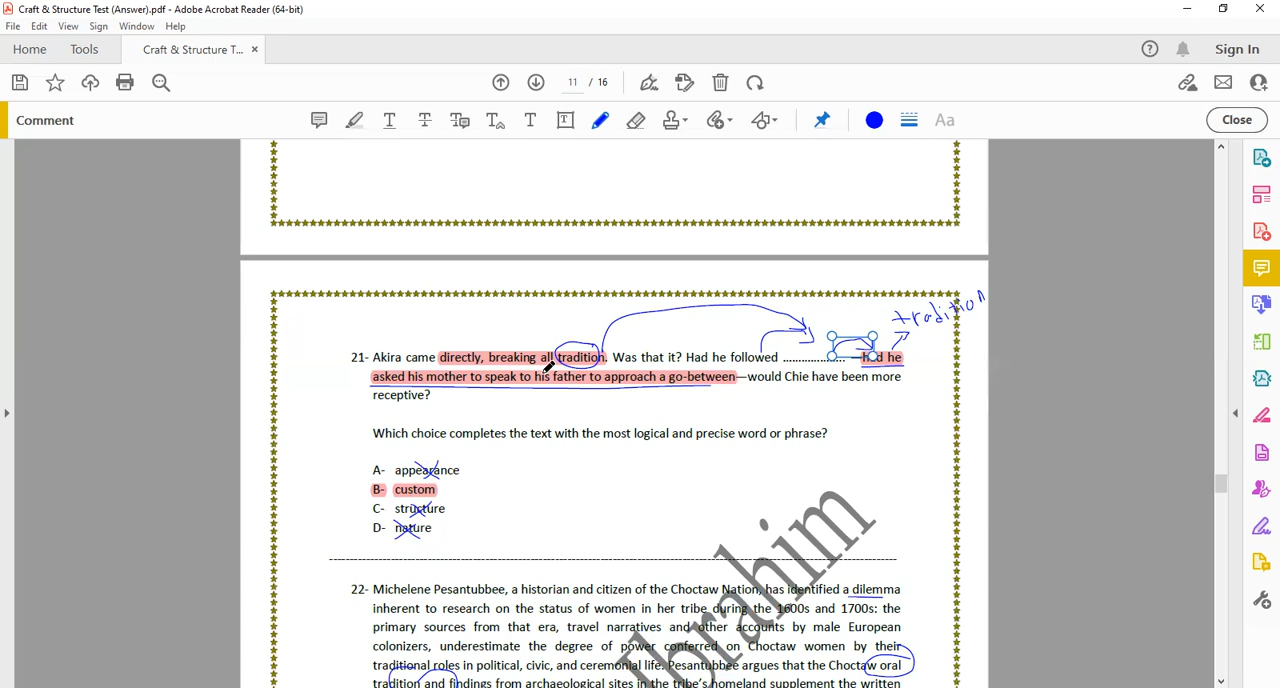 Craft & Structure Test (Answer).pdf - Adobe Acrobat Reader (64-bit)
File Edit View Sign Window Help
Home Tools Craft & Structure T... × Sign In
11 / 16
Comment Close
tradition
21- Akira came directly, breaking all tradition. Was that it? Had he followed ..................... —had he
asked his mother to speak to his father to approach a go-between—would Chie have been more
receptive?
Which choice completes the text with the most logical and precise word or phrase?
A- appearance
B- custom
C- structure
D- nature
22- Michelene Pesantubbee, a historian and citizen of the Choctaw Nation, has identified a dilemma
inherent to research on the status of women in her tribe during the 1600s and 1700s: the
primary sources from that era, travel narratives and other accounts by male European
colonizers, underestimate the degree of power conferred on Choctaw women by their
traditional roles in political, civic, and ceremonial life. Pesantubbee argues that the Choctaw oral
tradition and findings from archaeological sites in the tribe's homeland supplement the written
Ibrahim